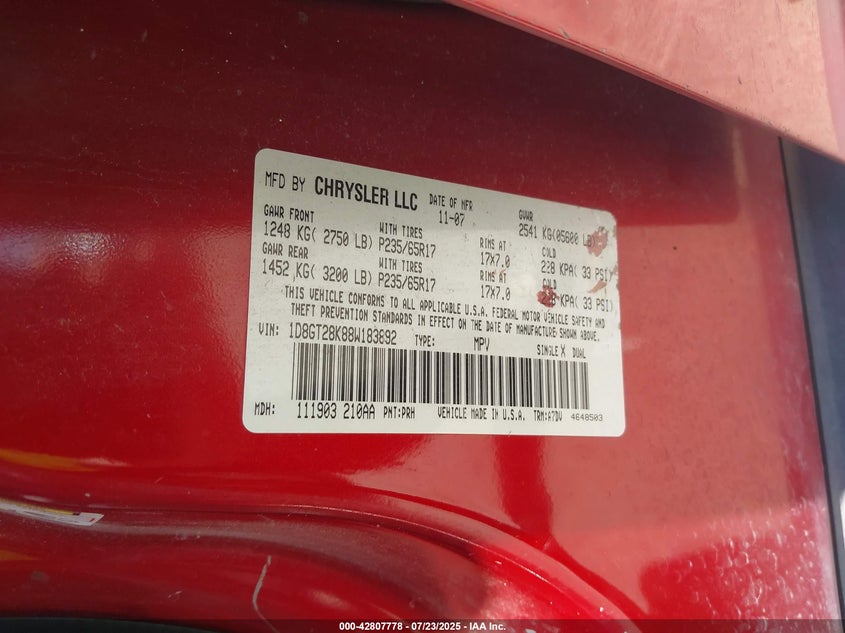 MFD BY CHRYSLER LLC DATE OF MFR GVWR
11-07 2541 KG(05600 LB)
GAWR FRONT WITH TIRES RIMS AT COLD
1248 KG( 2750 LB) P235/65R17 17X7.0 228 KPA( 33 PSI)
GAWR REAR WITH TIRES RIMS AT COLD
1452 KG( 3200 LB) P235/65R17 17X7.0 228 KPA( 33 PSI)
THIS VEHICLE CONFORMS TO ALL APPLICABLE U.S.A. FEDERAL MOTOR VEHICLE SAFETY AND
THEFT PREVENTION STANDARDS IN EFFECT ON THE DATE OF MANUFACTURE SHOWN ABOVE.
VIN: 1D8GT28K88W183892 TYPE: MPV SINGLE X DUAL
MDH: 111903 210AA PNT:PRH VEHICLE MADE IN U.S.A. TRM:A7DV 4648503
000-42807778 - 07/23/2025 - IAA Inc.